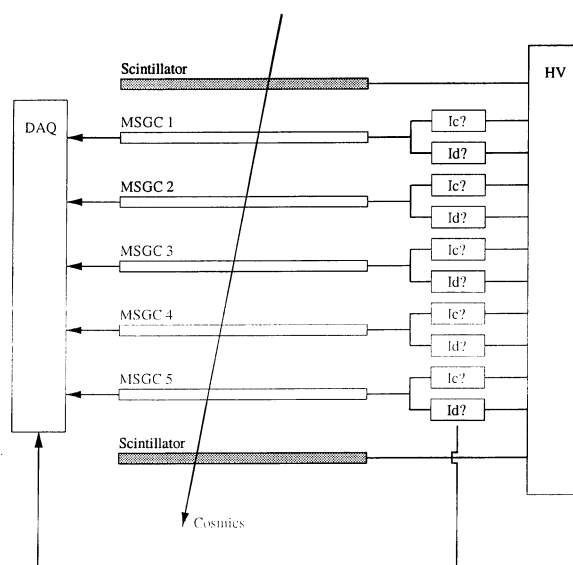 Scintillator
HV
DAQ
MSGC 1
Ic?
Id?
MSGC 2
Ic?
Id?
MSGC 3
Ic?
Id?
MSGC 4
Ic?
Id?
MSGC 5
Ic?
Id?
Scintillator
Cosmics